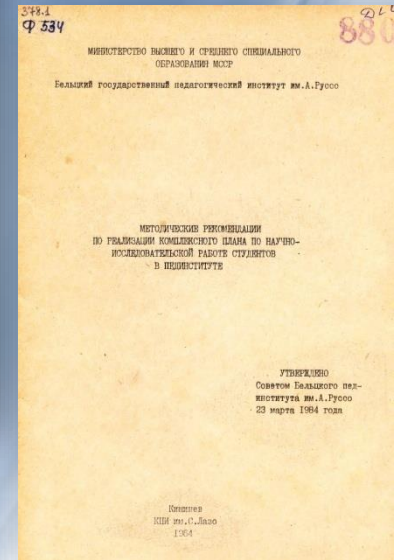 378.1
Ф 534
880
МИНИСТЕРСТВО ВЫСШЕГО И СРЕДНЕГО СПЕЦИАЛЬНОГО
ОБРАЗОВАНИЯ МССР
Бельцкий государственный педагогический институт им.А.Руссо
МЕТОДИЧЕСКИЕ РЕКОМЕНДАЦИИ
ПО РЕАЛИЗАЦИИ КОМПЛЕКСНОГО ПЛАНА ПО НАУЧНО-
ИССЛЕДОВАТЕЛЬСКОЙ РАБОТЕ СТУДЕНТОВ
В ПЕДИНСТИТУТЕ
УТВЕРЖДЕНО
Советом Бельцкого пед-
института им.А.Руссо
23 марта 1984 года
Кишинев
КПИ им.С.Лазо
1984